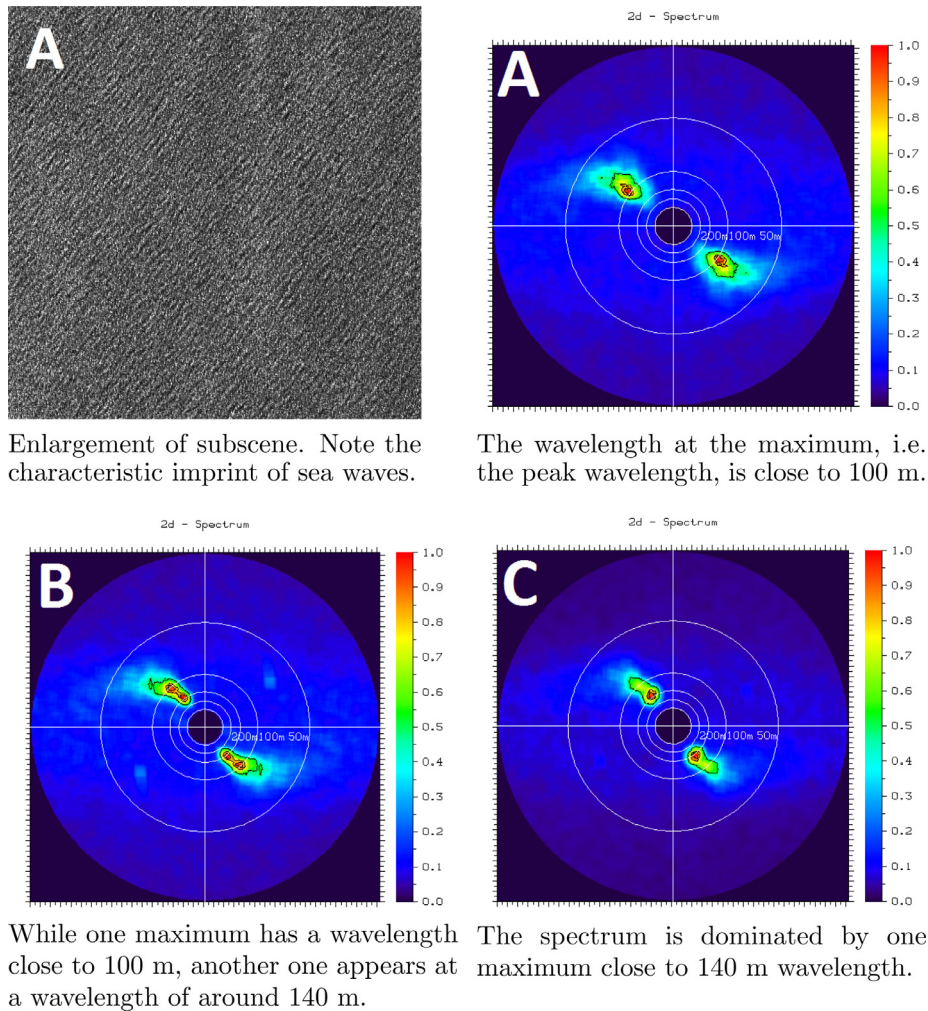 A
Enlargement of subscene. Note the
characteristic imprint of sea waves.
2d - Spectrum
A
200m100m 50m
1.0
0.9
0.8
0.7
0.6
0.5
0.4
0.3
0.2
0.1
0.0
The wavelength at the maximum, i.e.
the peak wavelength, is close to 100 m.
2d - Spectrum
B
200m100m 50m
1.0
0.9
0.8
0.7
0.6
0.5
0.4
0.3
0.2
0.1
0.0
While one maximum has a wavelength
close to 100 m, another one appears at
a wavelength of around 140 m.
2d - Spectrum
C
200m100m 50m
1.0
0.9
0.8
0.7
0.6
0.5
0.4
0.3
0.2
0.1
0.0
The spectrum is dominated by one
maximum close to 140 m wavelength.